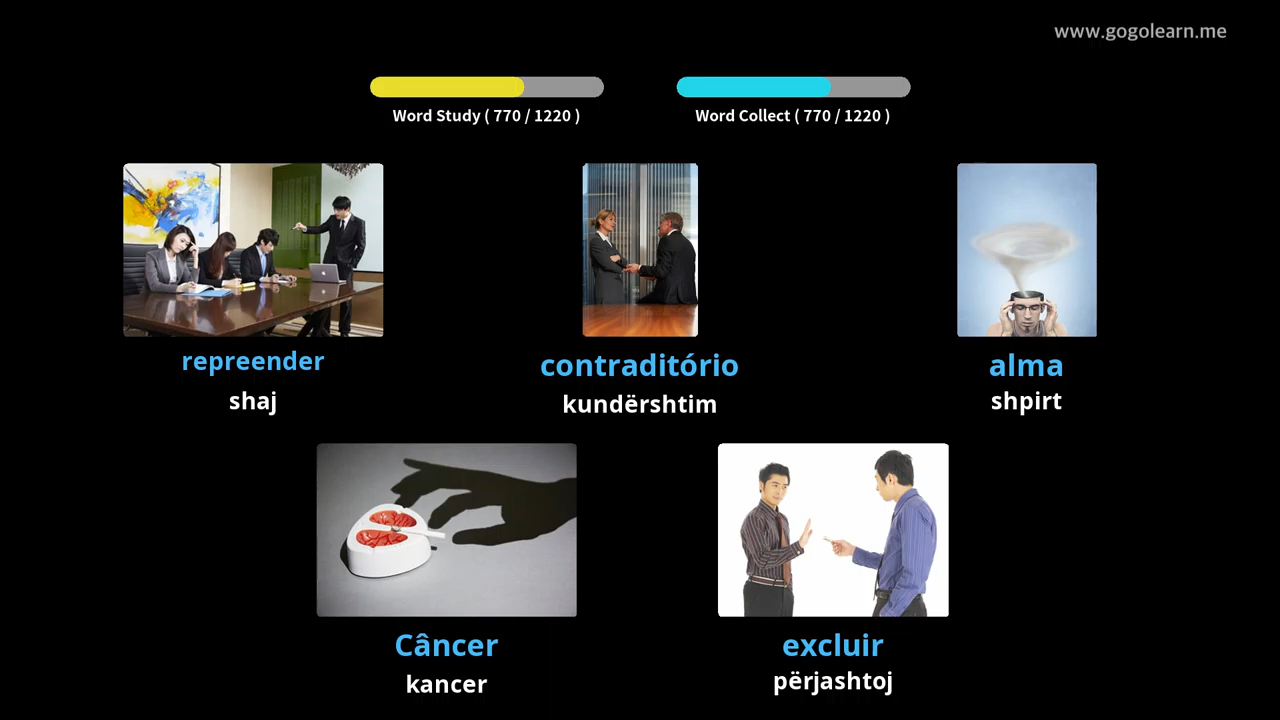 www.gogolearn.me
Word Study ( 770 / 1220 )
Word Collect ( 770 / 1220 )
repreender
shaj
contraditório
kundërshtim
alma
shpirt
Câncer
kancer
excluir
përjashtoj